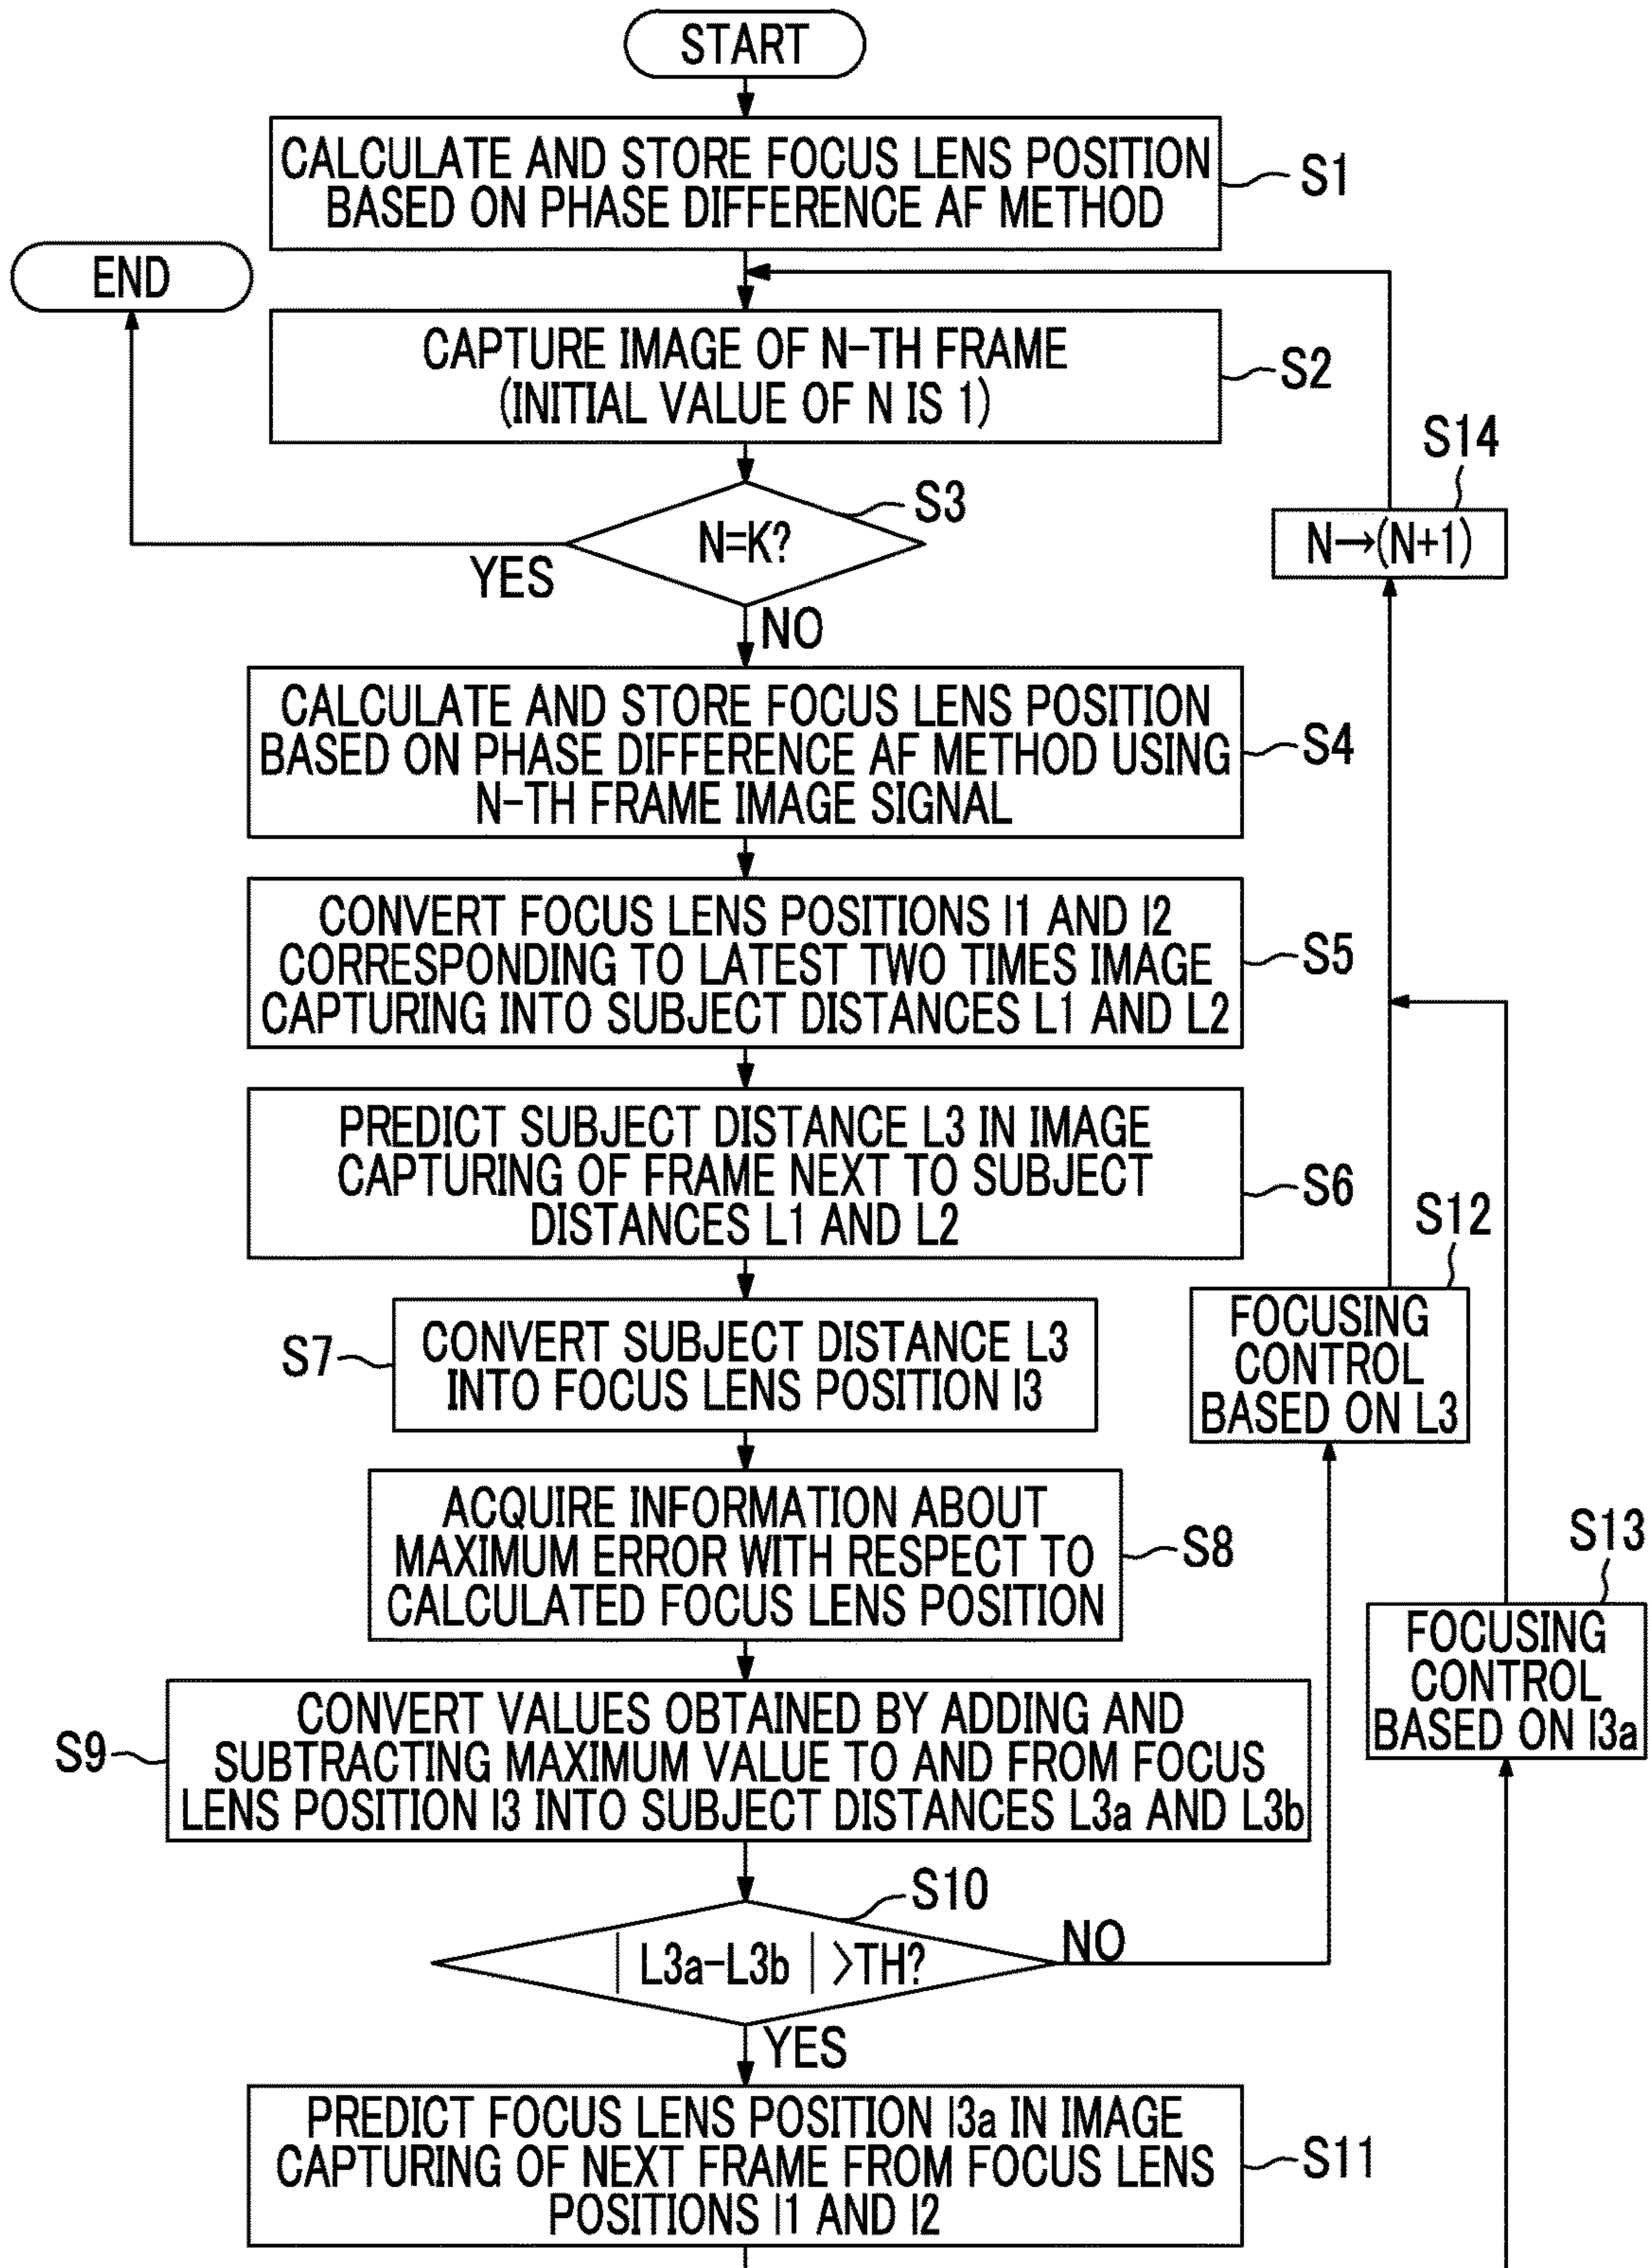 START
CALCULATE AND STORE FOCUS LENS POSITION
BASED ON PHASE DIFFERENCE AF METHOD
S1
END
CAPTURE IMAGE OF N-TH FRAME
(INITIAL VALUE OF N IS 1)
S2
S14
N→(N+1)
S3
N=K?
YES
NO
CALCULATE AND STORE FOCUS LENS POSITION
BASED ON PHASE DIFFERENCE AF METHOD USING
N-TH FRAME IMAGE SIGNAL
S4
CONVERT FOCUS LENS POSITIONS l1 AND l2
CORRESPONDING TO LATEST TWO TIMES IMAGE
CAPTURING INTO SUBJECT DISTANCES L1 AND L2
S5
PREDICT SUBJECT DISTANCE L3 IN IMAGE
CAPTURING OF FRAME NEXT TO SUBJECT
DISTANCES L1 AND L2
S6
S7
CONVERT SUBJECT DISTANCE L3
INTO FOCUS LENS POSITION l3
S12
FOCUSING
CONTROL
BASED ON L3
ACQUIRE INFORMATION ABOUT
MAXIMUM ERROR WITH RESPECT TO
CALCULATED FOCUS LENS POSITION
S8
S13
FOCUSING
CONTROL
BASED ON l3a
S9
CONVERT VALUES OBTAINED BY ADDING AND
SUBTRACTING MAXIMUM VALUE TO AND FROM FOCUS
LENS POSITION l3 INTO SUBJECT DISTANCES L3a AND L3b
S10
| L3a-L3b | >TH?
NO
YES
PREDICT FOCUS LENS POSITION l3a IN IMAGE
CAPTURING OF NEXT FRAME FROM FOCUS LENS
POSITIONS l1 AND l2
S11